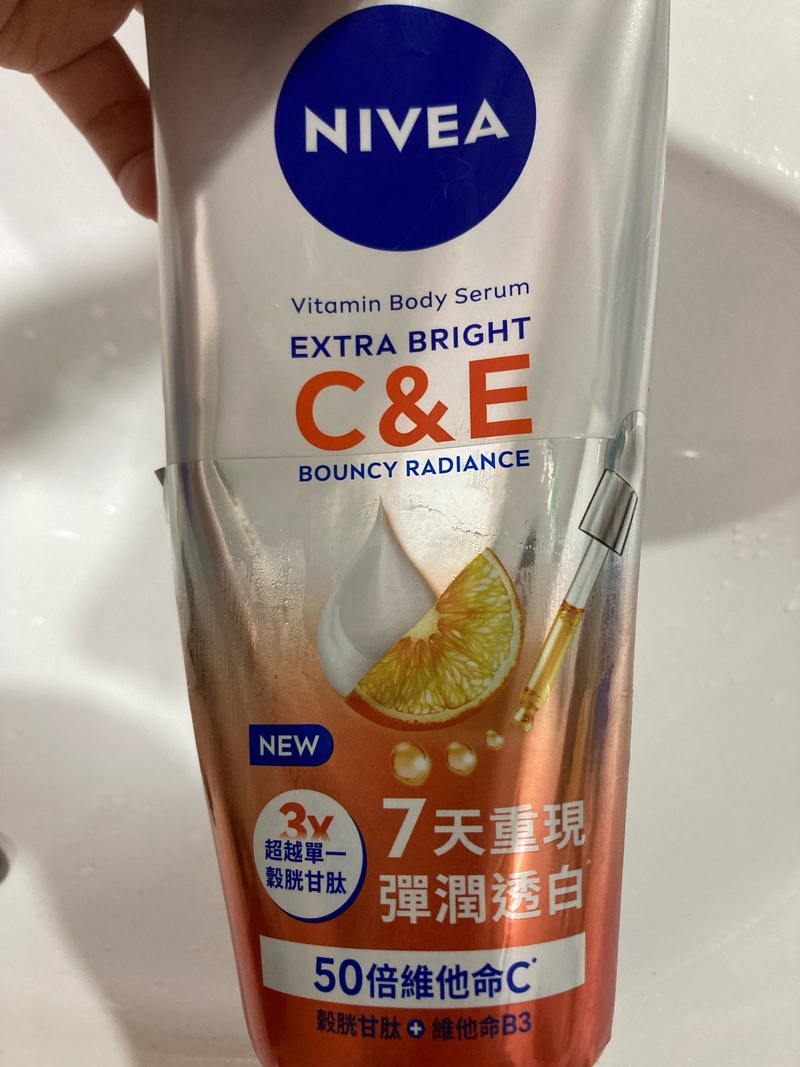 NIVEA
Vitamin Body Serum
EXTRA BRIGHT
C&E
BOUNCY RADIANCE
NEW
3x
超越單一
穀胱甘肽
7天重現
彈潤透白^
50倍維他命C*
穀胱甘肽+維他命B3